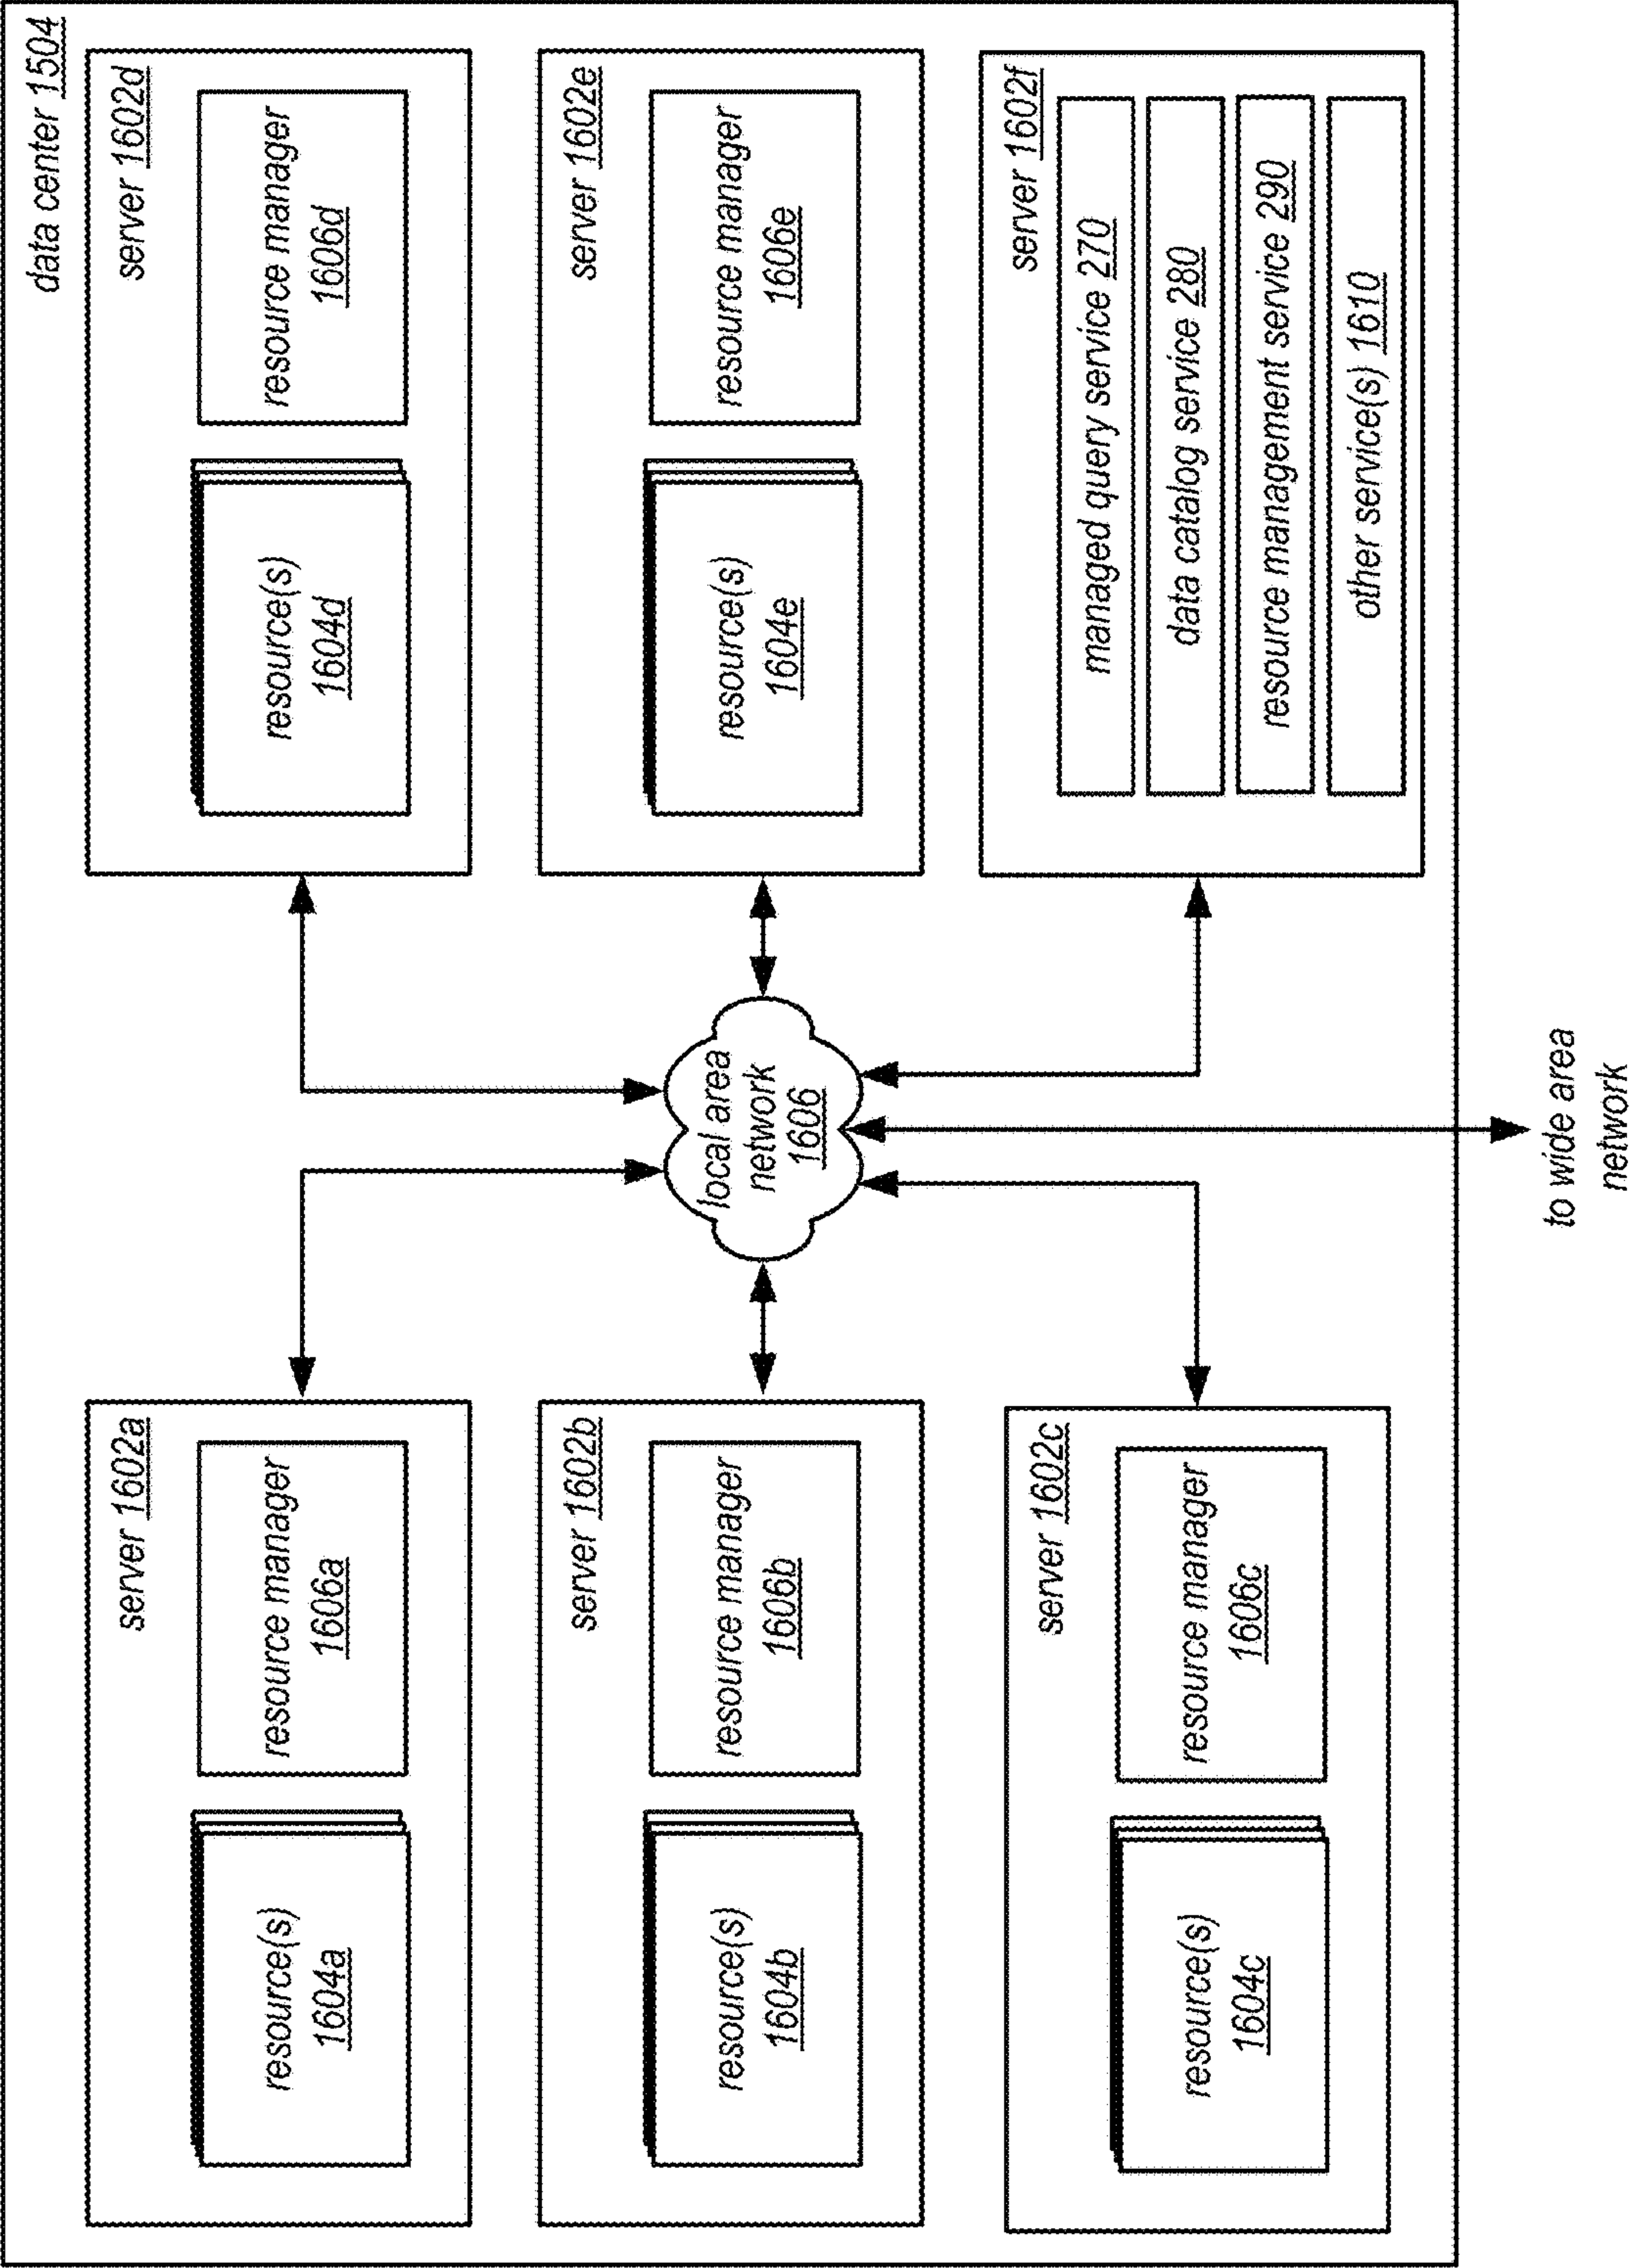 data center 1504
server 1602a
resource(s)
1604a
resource manager
1606a
server 1602b
resource(s)
1604b
resource manager
1606b
server 1602c
resource(s)
1604c
resource manager
1606c
local area
network
1606
server 1602d
resource(s)
1604d
resource manager
1606d
server 1602e
resource(s)
1604e
resource manager
1606e
server 1602f
managed query service 270
data catalog service 280
resource management service 290
other service(s) 1610
to wide area
network